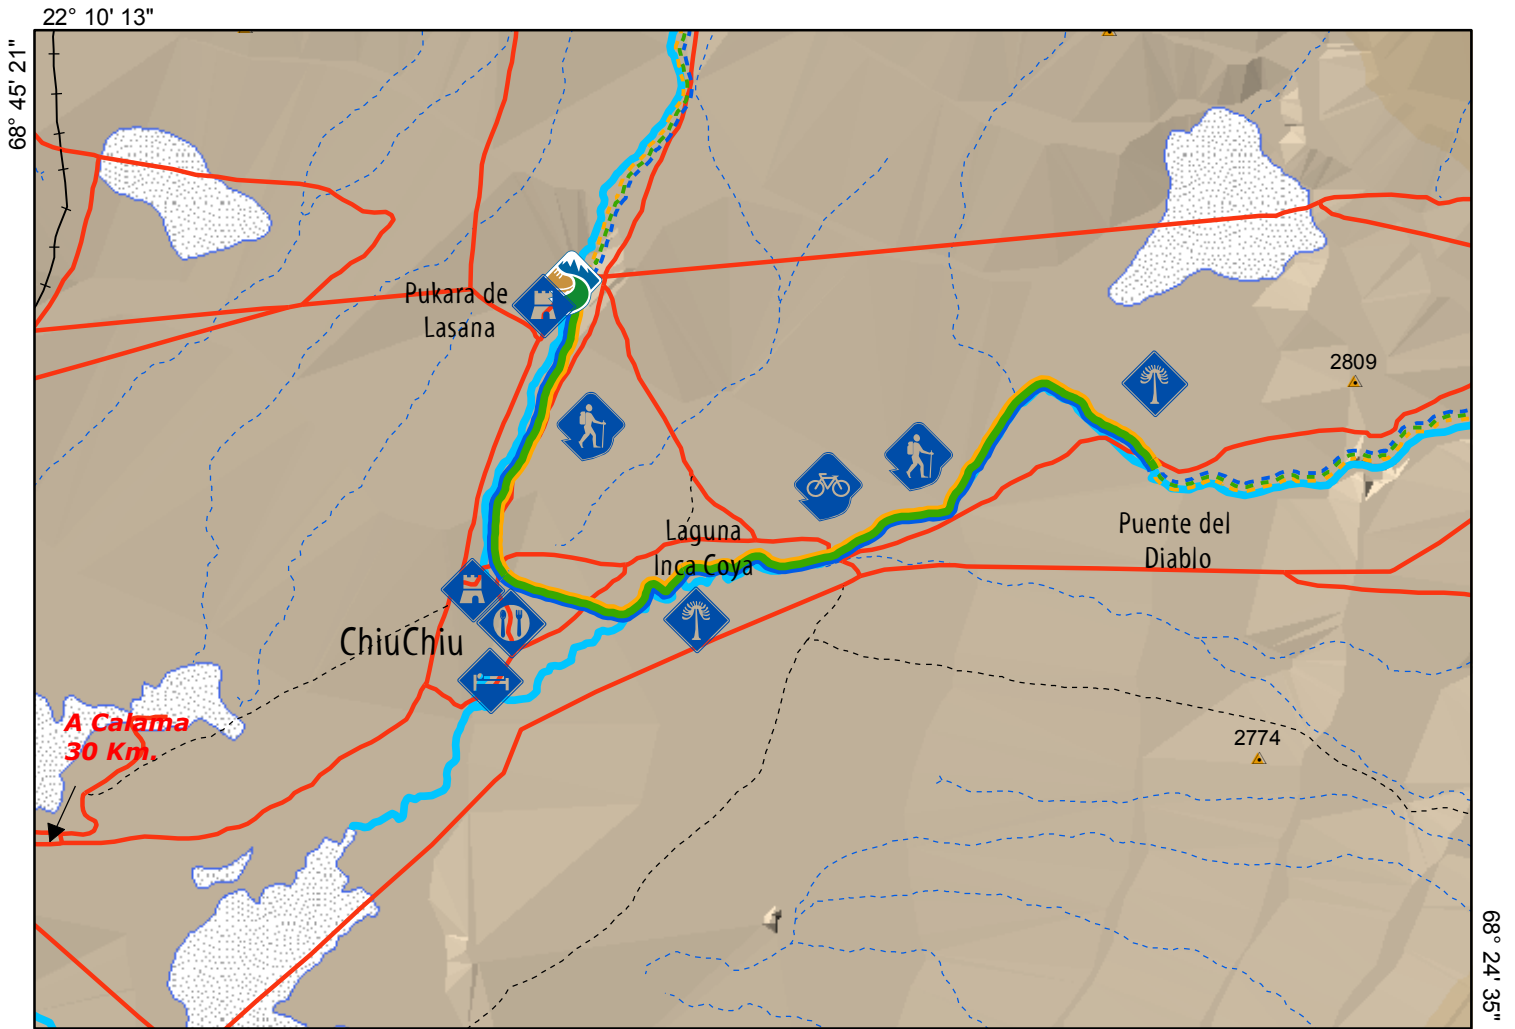 22° 10' 13"
68° 45' 21"
Pukara de
Lasana
2809
Laguna
Inca Coya
Puente del
Diablo
ChiuChiu
A Calama
30 Km.
2774
68° 24' 35"